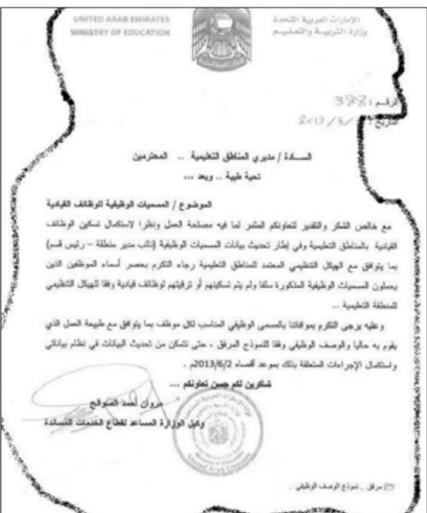 UNITED ARAB EMIRATES
MINISTRY OF EDUCATION
الإمارات العربية المتحدة
وزارة التربية والتعليم
الرقم: 388
التاريخ:
الســادة / مديري المناطق التعليمية .. المحترمين
تحية طيبة .. وبعد ...
الموضوع / المسميات الوظيفية للوظائف القيادية
مع خالص الشكر والتقدير لتعاونكم المثمر لما فيه مصلحة العمل ونظرا لاستكمال تسكين الوظائف
القيادية بالمناطق التعليمية وفي إطار تحديث بيانات المسميات الوظيفية (نائب مدير منطقة – رئيس قسم)
بما يتوافق مع الهيكل التنظيمي المعتمد للمناطق التعليمية رجاء التكرم بحصر أسماء الموظفين الذين
يحملون المسميات الوظيفية المذكورة سلفا ولم يتم تسكينهم أو ترقيتهم لوظائف قيادية وفقا للهيكل التنظيمي
للمنطقة التعليمية ..
وعليه يرجى التكرم بموافاتنا بالمسمى الوظيفي المناسب لكل موظف بما يتوافق مع طبيعة العمل الذي
يقوم به حاليا والوصف الوظيفي وفقا للنموذج المرفق ، حتى نتمكن من تحديث البيانات في نظام بياناتي
واستكمال الإجراءات المتعلقة بذلك بموعد أقصاه 2013/6/2م .
شاكرين لكم حسن تعاونكم ...
مروان أحمد الصوالح
وكيل الوزارة المساعد لقطاع الخدمات المساندة
مرفق .. نموذج الوصف الوظيفي .